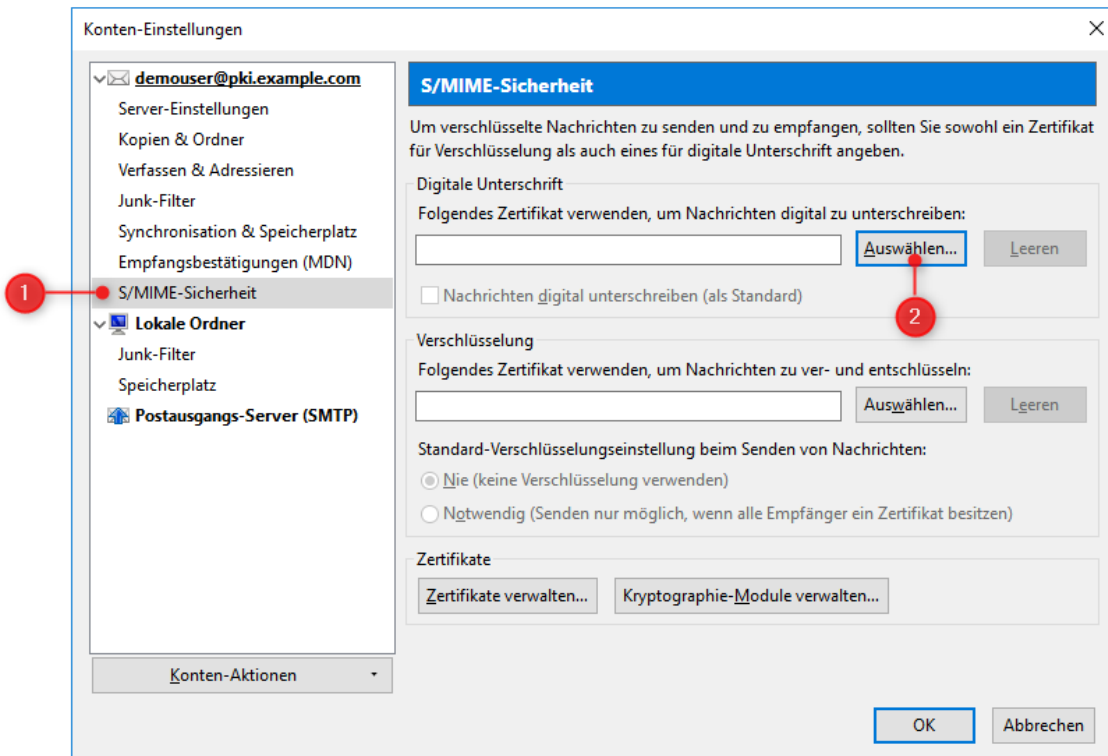 Konten-Einstellungen
demouser@pki.example.com
Server-Einstellungen
Kopien & Ordner
Verfassen & Adressieren
Junk-Filter
Synchronisation & Speicherplatz
Empfangsbestätigungen (MDN)
1
S/MIME-Sicherheit
Lokale Ordner
Junk-Filter
Speicherplatz
Postausgangs-Server (SMTP)
Konten-Aktionen
S/MIME-Sicherheit
Um verschlüsselte Nachrichten zu senden und zu empfangen, sollten Sie sowohl ein Zertifikat
für Verschlüsselung als auch eines für digitale Unterschrift angeben.
Digitale Unterschrift
Folgendes Zertifikat verwenden, um Nachrichten digital zu unterschreiben:
Auswählen... Leeren
2
Nachrichten digital unterschreiben (als Standard)
Verschlüsselung
Folgendes Zertifikat verwenden, um Nachrichten zu ver- und entschlüsseln:
Auswählen... Leeren
Standard-Verschlüsselungseinstellung beim Senden von Nachrichten:
Nie (keine Verschlüsselung verwenden)
Notwendig (Senden nur möglich, wenn alle Empfänger ein Zertifikat besitzen)
Zertifikate
Zertifikate verwalten... Kryptographie-Module verwalten...
OK Abbrechen